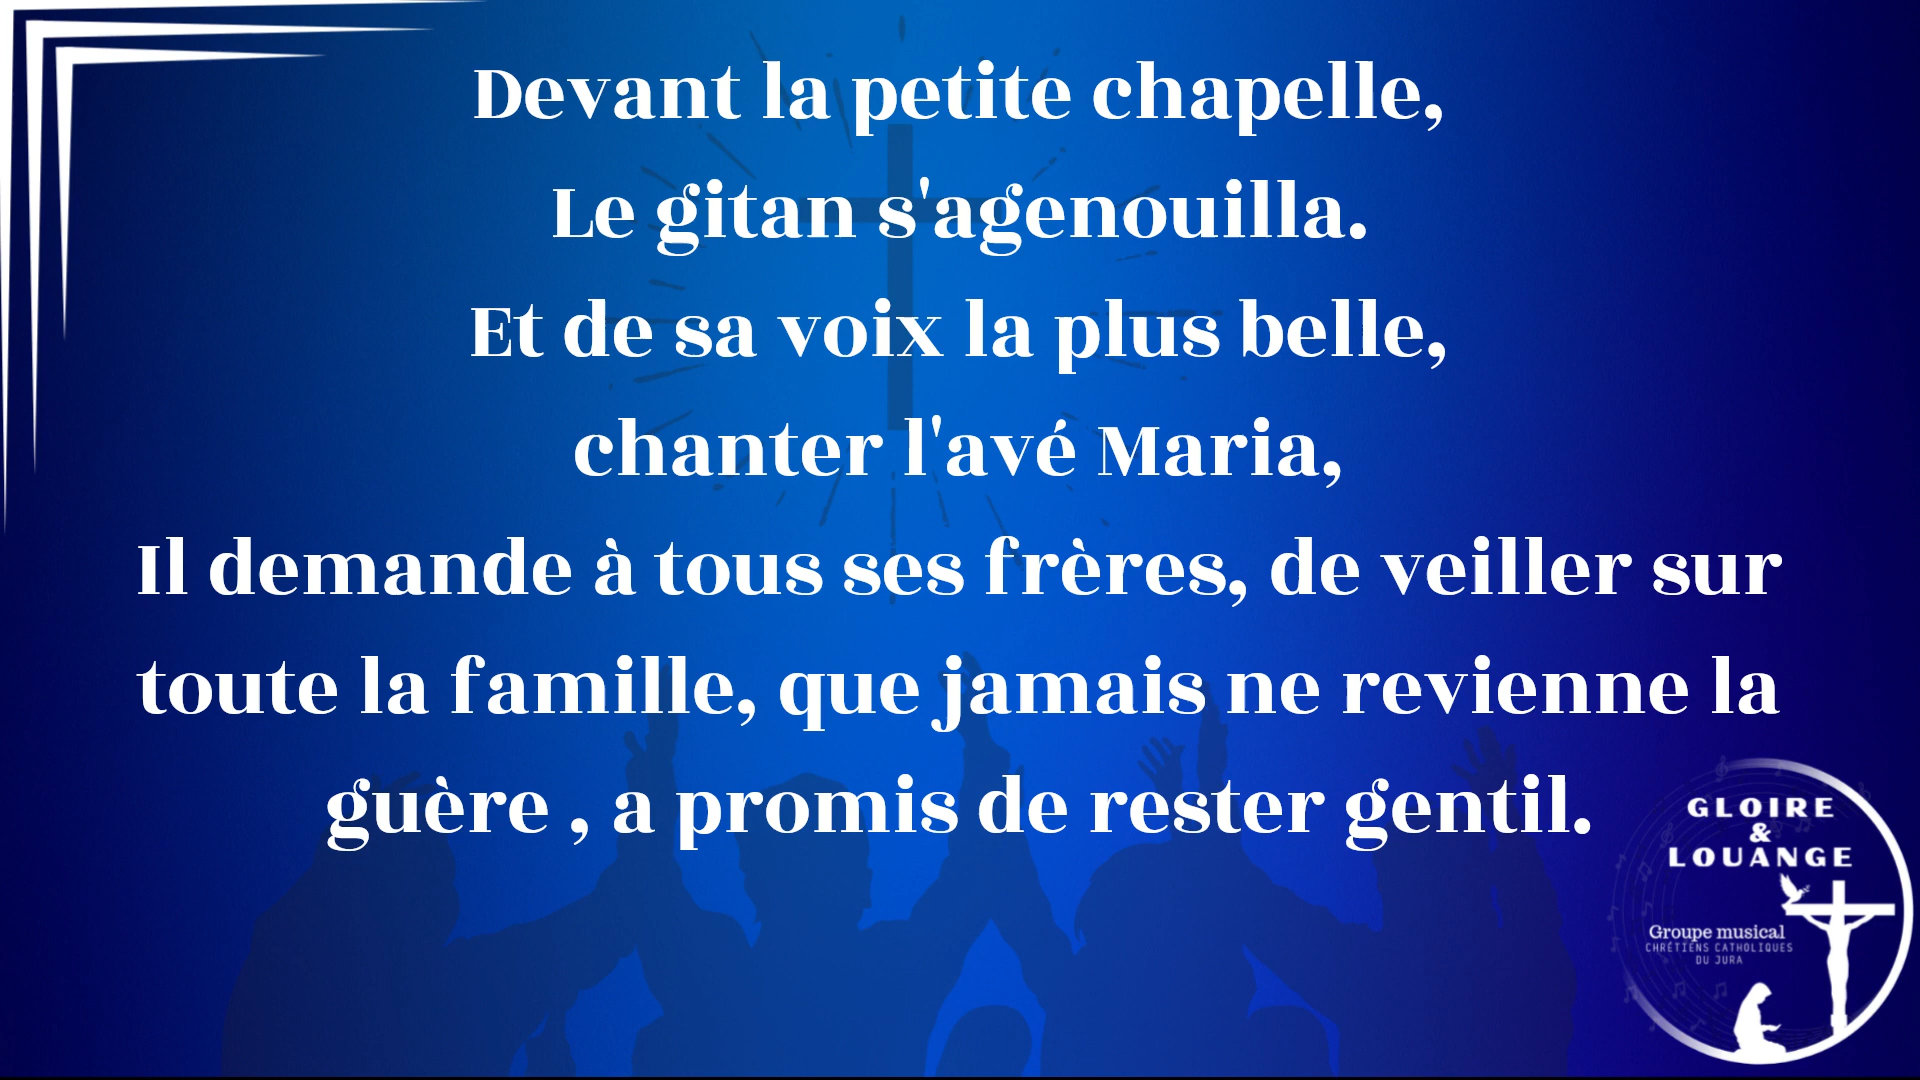 Devant la petite chapelle,
Le gitan s'agenouilla.
Et de sa voix la plus belle,
chanter l'avé Maria,
Il demande à tous ses frères, de veiller sur
toute la famille, que jamais ne revienne la
guère , a promis de rester gentil.
GLOIRE
&
LOUANGE
Groupe musical
CHRÉTIENS CATHOLIQUES
DU JURA